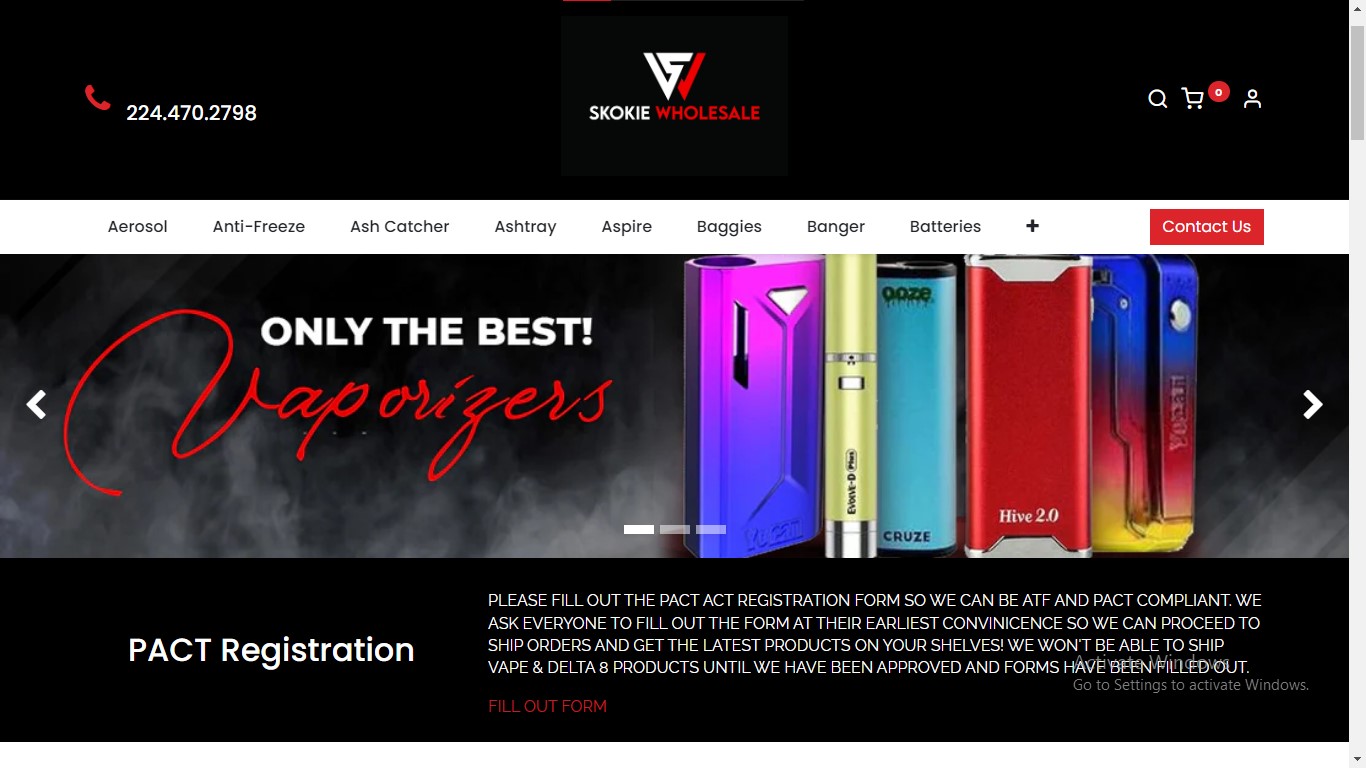 224.470.2798
SKOKIE WHOLESALE
0
Aerosol
Anti-Freeze
Ash Catcher
Ashtray
Aspire
Baggies
Banger
Batteries
+
Contact Us
ONLY THE BEST!
Vaporizers
Yocan
EVOLVE-D Plus
ooze
CRUZE
Hive 2.0
Yocan
PACT Registration
PLEASE FILL OUT THE PACT ACT REGISTRATION FORM SO WE CAN BE ATF AND PACT COMPLIANT. WE
ASK EVERYONE TO FILL OUT THE FORM AT THEIR EARLIEST CONVINICENCE SO WE CAN PROCEED TO
SHIP ORDERS AND GET THE LATEST PRODUCTS ON YOUR SHELVES! WE WON'T BE ABLE TO SHIP
VAPE & DELTA 8 PRODUCTS UNTIL WE HAVE BEEN APPROVED AND FORMS HAVE BEEN FILLED OUT.
FILL OUT FORM
Activate Windows
Go to Settings to activate Windows.